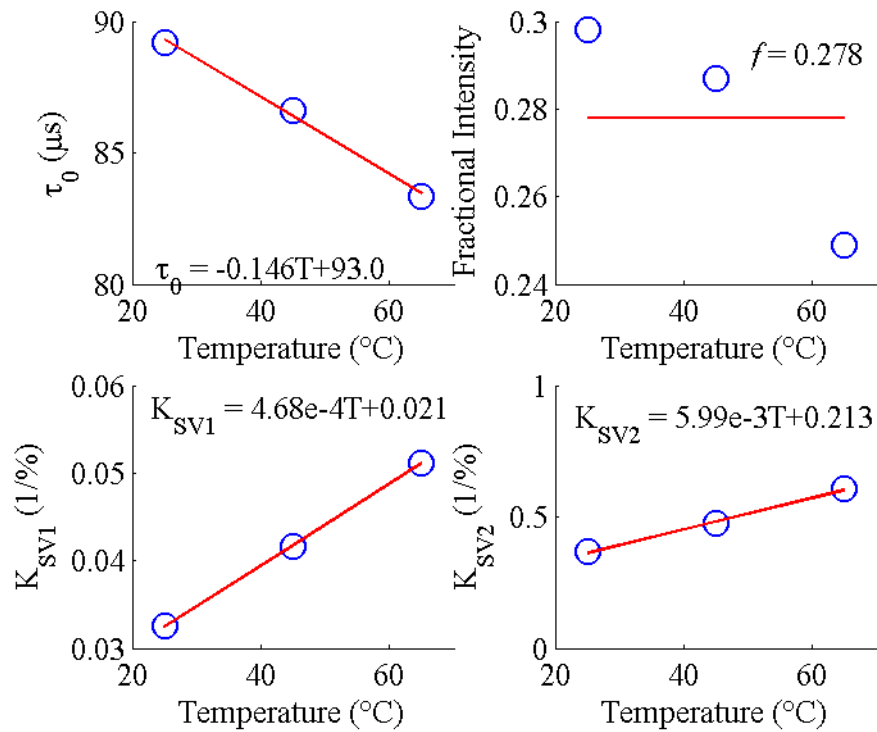 90
85
80
τ0 (μs)
τ0 = -0.146T+93.0
20
40
60
Temperature (°C)
0.3
0.28
0.26
0.24
Fractional Intensity
f = 0.278
20
40
60
Temperature (°C)
0.06
0.05
0.04
0.03
KSV1 (1/%)
KSV1 = 4.68e-4T+0.021
20
40
60
Temperature (°C)
1
0.5
0
KSV2 (1/%)
KSV2 = 5.99e-3T+0.213
20
40
60
Temperature (°C)